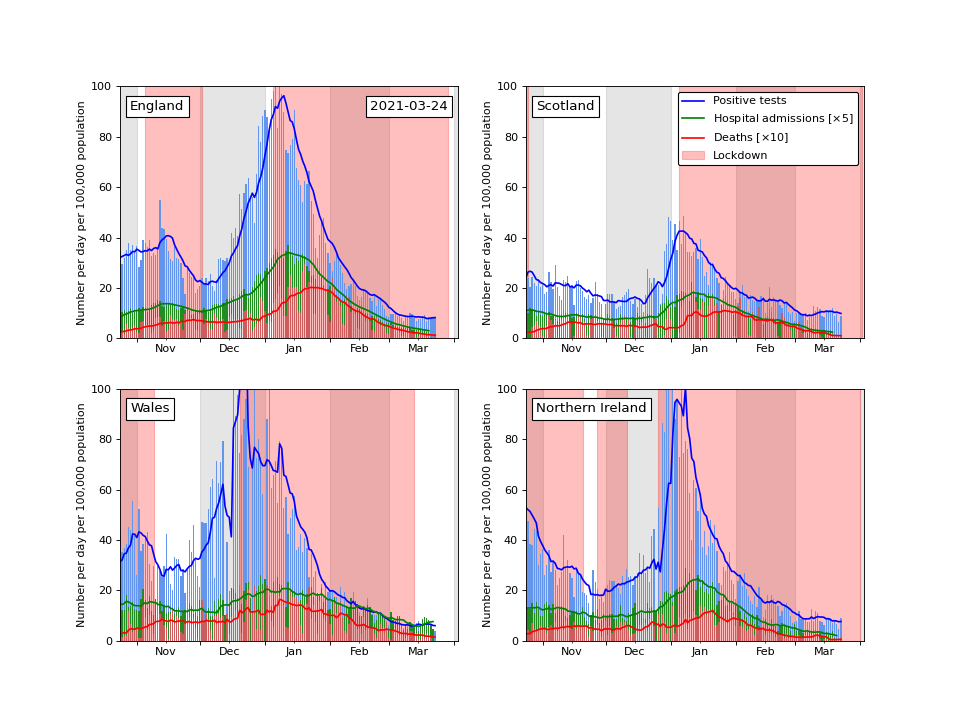 England
2021-03-24
Number per day per 100,000 population
100
80
60
40
20
0
Nov Dec Jan Feb Mar
Scotland
Positive tests
Hospital admissions [×5]
Deaths [×10]
Lockdown
Number per day per 100,000 population
100
80
60
40
20
0
Nov Dec Jan Feb Mar
Wales
Number per day per 100,000 population
100
80
60
40
20
0
Nov Dec Jan Feb Mar
Northern Ireland
Number per day per 100,000 population
100
80
60
40
20
0
Nov Dec Jan Feb Mar